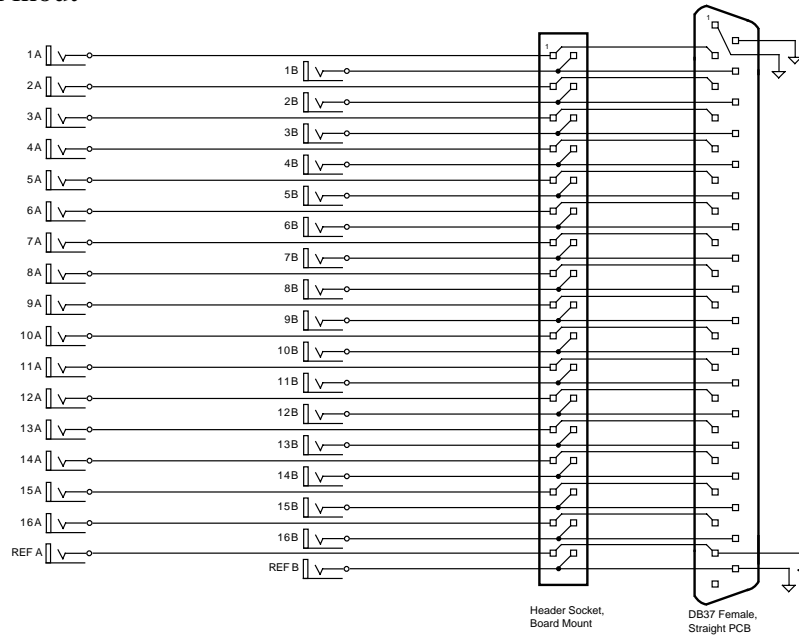 1
1A
1
1B
2A
2B
3A
3B
4A
4B
5A
5B
6A
6B
7A
7B
8A
8B
9A
9B
10A
10B
11A
11B
12A
12B
13A
13B
14A
14B
15A
15B
16A
16B
REF A
REF B
Header Socket,
Board Mount
DB37 Female,
Straight PCB